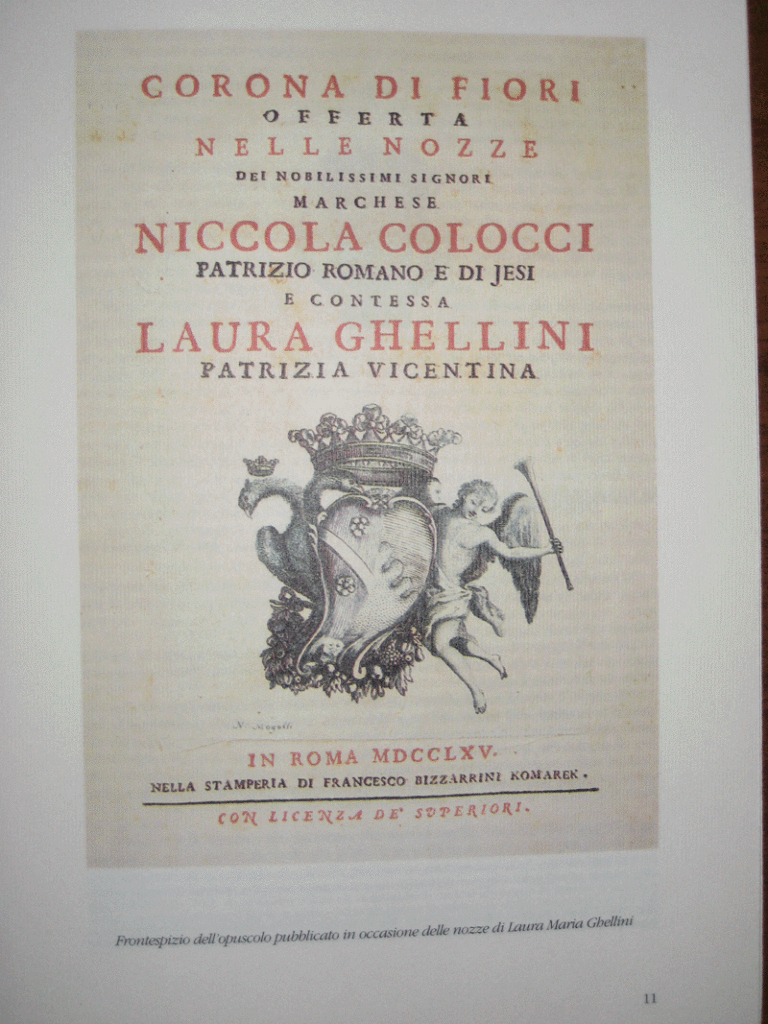 CORONA DI FIORI
OFFERTA
NELLE NOZZE
DEI NOBILISSIMI SIGNORI
MARCHESE
NICCOLA COLOCCI
PATRIZIO ROMANO E DI JESI
E CONTESSA
LAURA GHELLINI
PATRIZIA VICENTINA
IN ROMA MDCCLXV.
NELLA STAMPERIA DI FRANCESCO BIZZARRINI KOMAREK.
CON LICENZA DE' SUPERIORI.
Frontespizio dell'opuscolo pubblicato in occasione delle nozze di Laura Maria Ghellini
11